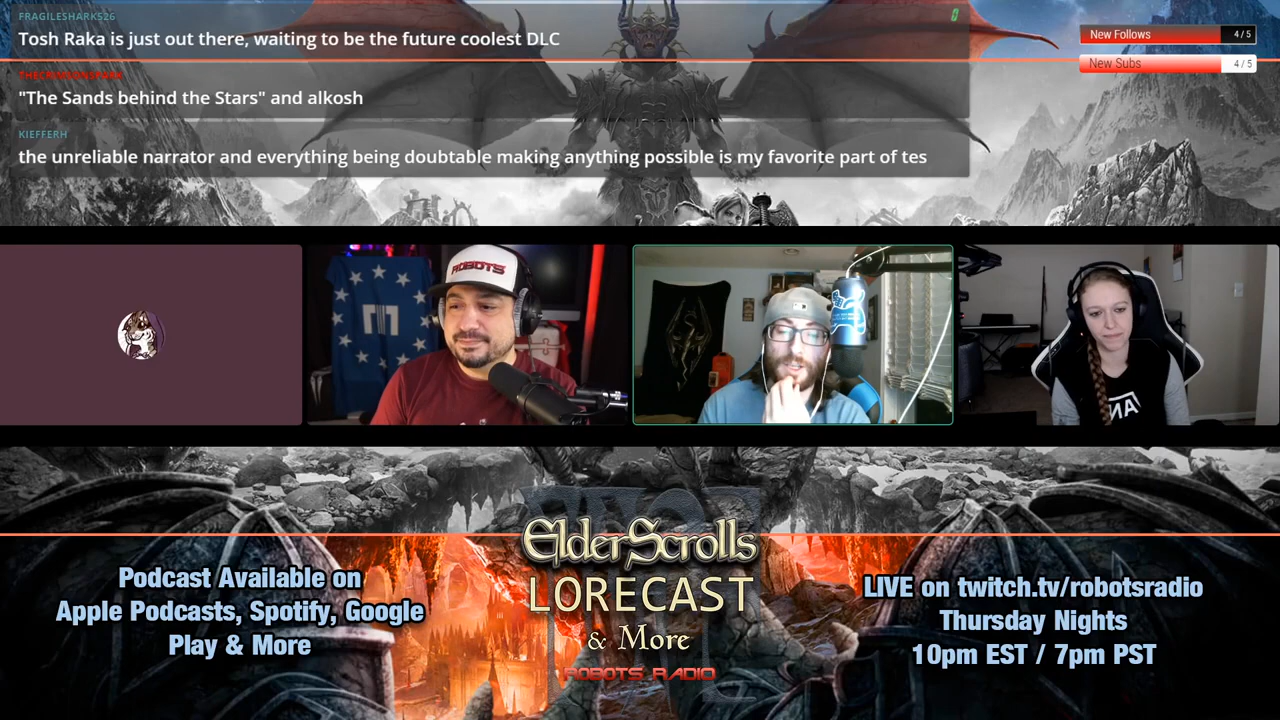 FRAGILESHARK526
Tosh Raka is just out there, waiting to be the future coolest DLC
THECRIMSONSPARK
"The Sands behind the Stars" and alkosh
KIEFFERH
the unreliable narrator and everything being doubtable making anything possible is my favorite part of tes
New Follows 4 / 5
New Subs 4 / 5
ROBOTS
Podcast Available on
Apple Podcasts, Spotify, Google
Play & More
ElderScrolls
LORECAST
& More
ROBOTS RADIO
LIVE on twitch.tv/robotsradio
Thursday Nights
10pm EST / 7pm PST